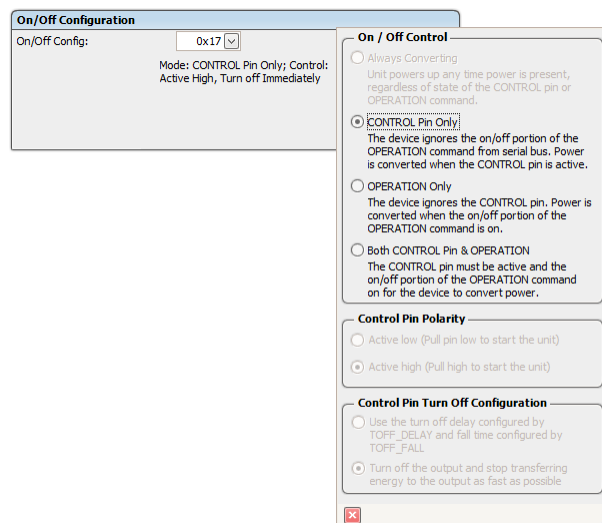 On/Off Configuration
On/Off Config:
0x17
Mode: CONTROL Pin Only; Control:
Active High, Turn off Immediately
On / Off Control
Always Converting
Unit powers up any time power is present,
regardless of state of the CONTROL pin or
OPERATION command.
CONTROL Pin Only
The device ignores the on/off portion of the
OPERATION command from serial bus. Power
is converted when the CONTROL pin is active.
OPERATION Only
The device ignores the CONTROL pin. Power is
converted when the on/off portion of the
OPERATION command is on.
Both CONTROL Pin & OPERATION
The CONTROL pin must be active and the
on/off portion of the OPERATION command
on for the device to convert power.
Control Pin Polarity
Active low (Pull pin low to start the unit)
Active high (Pull high to start the unit)
Control Pin Turn Off Configuration
Use the turn off delay configured by
TOFF_DELAY and fall time configured by
TOFF_FALL
Turn off the output and stop transferring
energy to the output as fast as possible